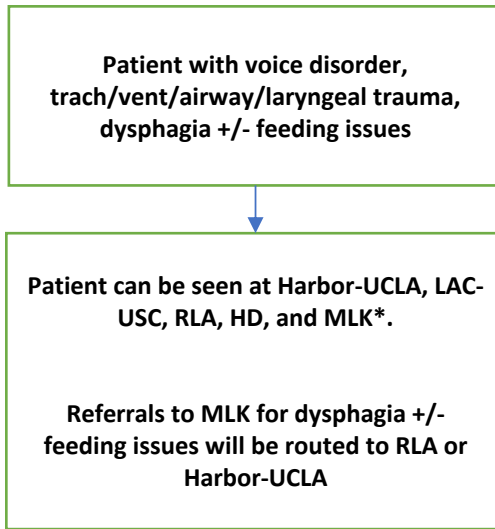 Patient with voice disorder,
trach/vent/airway/laryngeal trauma,
dysphagia +/- feeding issues
Patient can be seen at Harbor-UCLA, LAC-
USC, RLA, HD, and MLK*.
Referrals to MLK for dysphagia +/-
feeding issues will be routed to RLA or
Harbor-UCLA